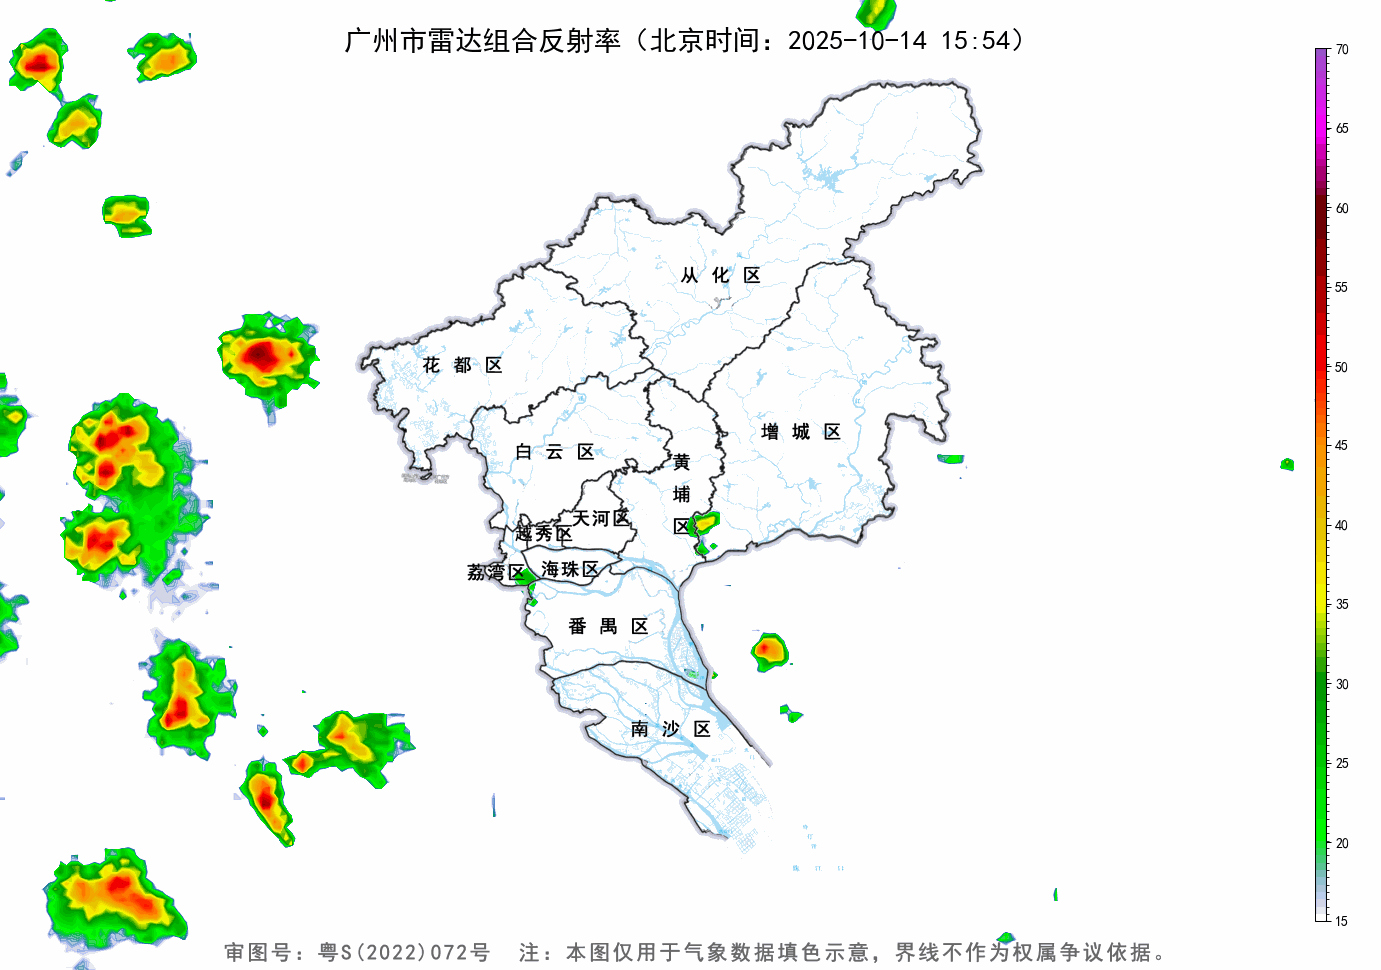 广州市雷达组合反射率（北京时间：2025-10-14 15:54）
70
65
60
55
50
45
40
35
30
25
20
15
从化区
花都区
增城区
白云区
黄埔区
天河区
越秀区
荔湾区
海珠区
番禺区
南沙区
审图号：粤S(2022)072号 注：本图仅用于气象数据填色示意，界线不作为权属争议依据。